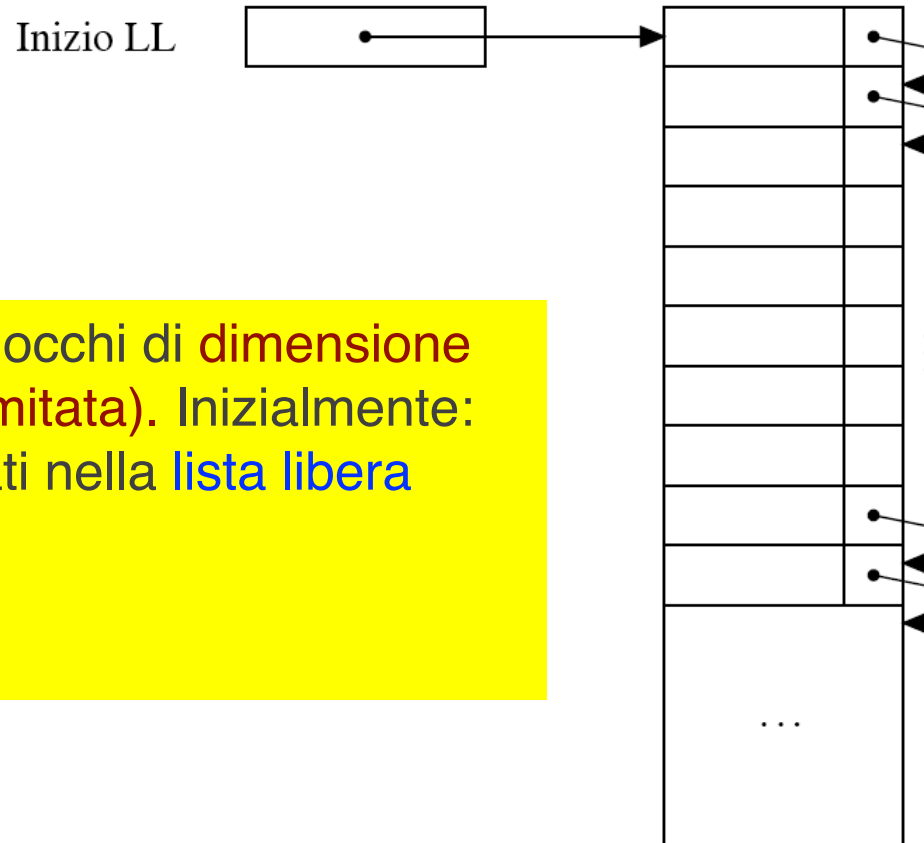 Inizio LL
occhi di dimensione
mitata). Inizialmente:
ti nella lista libera
...